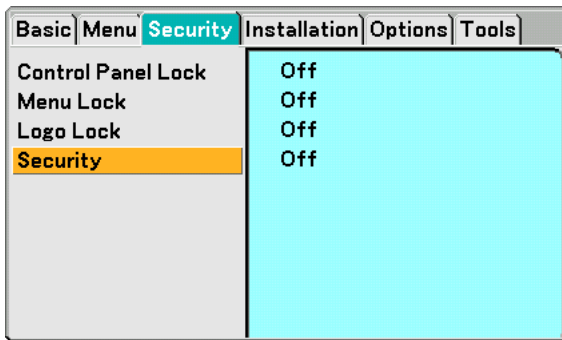 Basic Menu Security Installation Options Tools
Control Panel Lock Off
Menu Lock Off
Logo Lock Off
Security Off